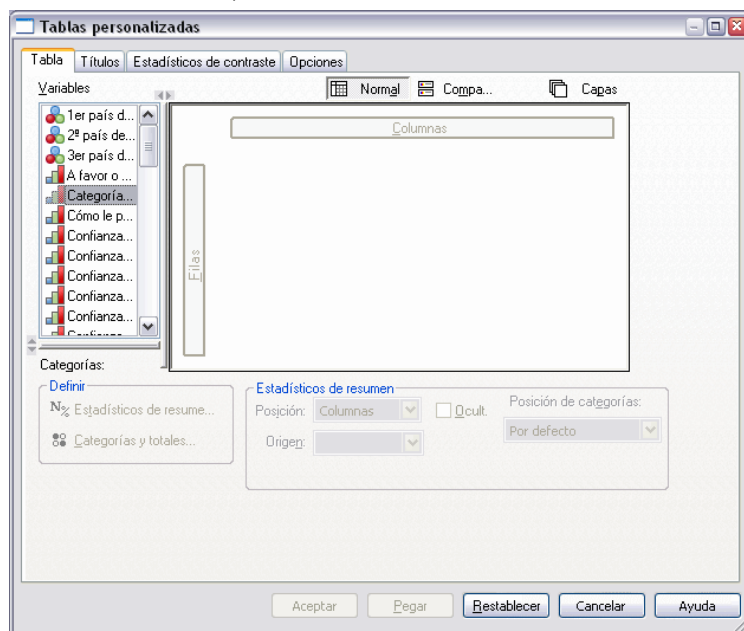 Tablas personalizadas
Tabla Títulos Estadísticos de contraste Opciones
Variables
Normal Compa... Capas
1er país d...
2º país de...
3er país d...
A favor o ...
Categoría...
Cómo le p...
Confianza...
Confianza...
Confianza...
Confianza...
Confianza...
Columnas
Filas
Categorías:
Definir
N% Estadísticos de resume...
Categorías y totales...
Estadísticos de resumen
Posición: Columnas Ocult.
Origen:
Posición de categorías:
Por defecto
Aceptar Pegar Restablecer Cancelar Ayuda